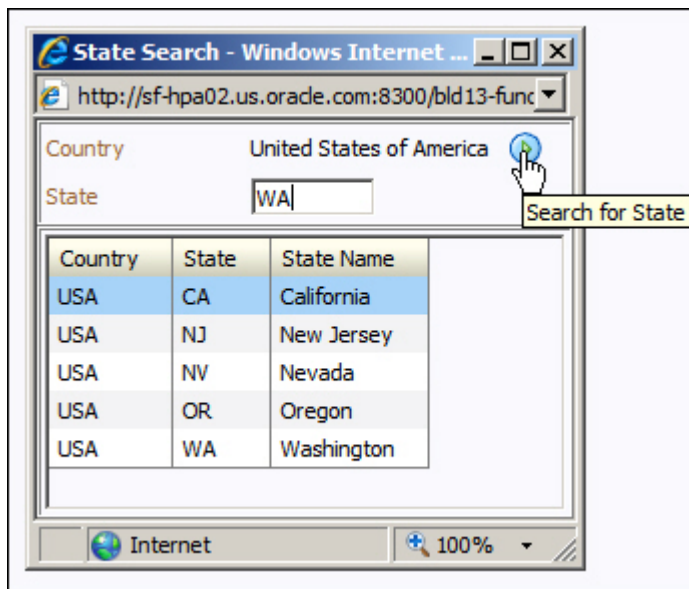 State Search - Windows Internet ...
http://sf-hpa02.us.oracle.com:8300/bld13-func
Country United States of America
State WA
Search for State
Country State State Name
USA CA California
USA NJ New Jersey
USA NV Nevada
USA OR Oregon
USA WA Washington
Internet 100%